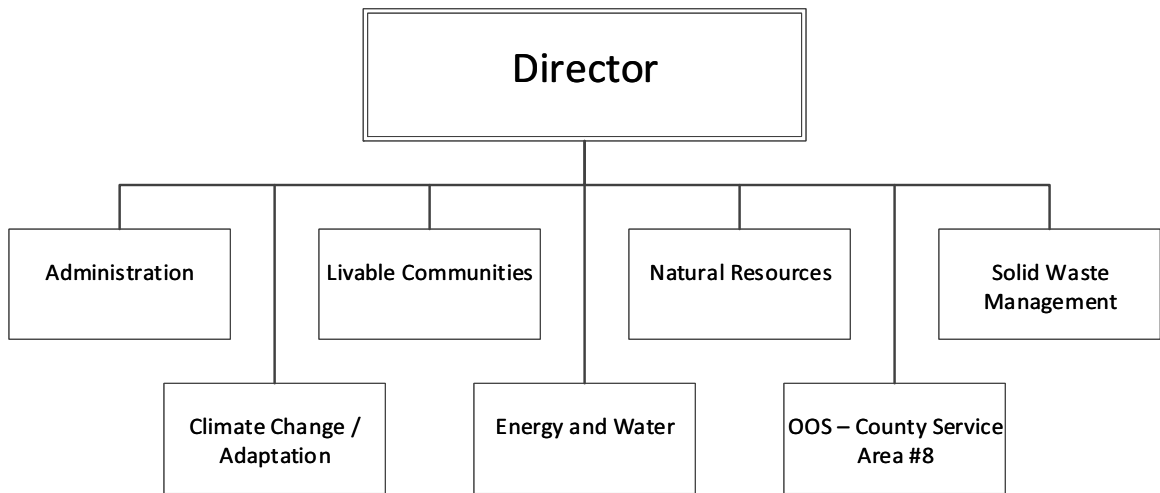 Director
Administration
Livable Communities
Natural Resources
Solid Waste
Management
Climate Change /
Adaptation
Energy and Water
OOS – County Service
Area #8